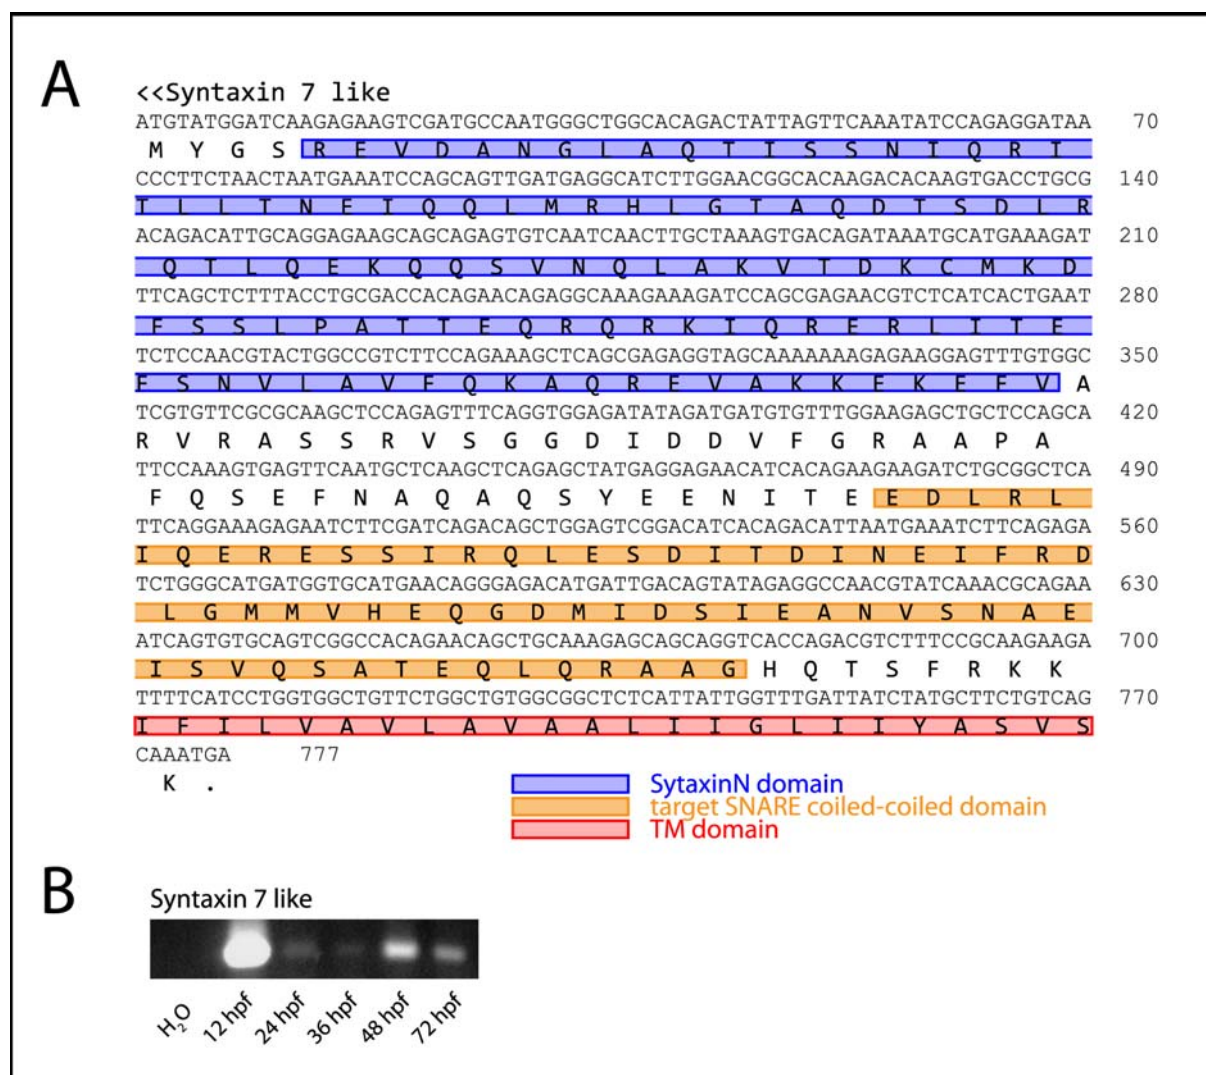 A
<<Syntaxin 7 like
ATGTATGGATCAAGAGAAGTCGATGCCAATGGGCTGGCACAGACTATTAGTTCAAATATCCAGAGGATAA 70
M Y G S R E V D A N G L A Q T I S S N I Q R I
CCCTTCTAACTAATGAAATCCAGCAGTTGATGAGGCATCTTGGAACGGCACAAGACACAAGTGACCTGCG 140
T L L T N E I Q Q L M R H L G T A Q D T S D L R
ACAGACATTGCAGGAGAAGCAGCAGAGTGTCAATCAACTTGCTAAAGTGACAGATAAATGCATGAAAGAT 210
Q T L Q E K Q Q S V N Q L A K V T D K C M K D
TTCAGCTCTTTACCTGCGACCACAGAACAGAGGCAAAGAAAGATCCAGCGAGAACGTCTCATCACTGAAT 280
F S S L P A T T E Q R Q R K I Q R E R L I T E
TCTCCAACGTACTGGCCGTCTTCCAGAAAGCTCAGCGAGAGGTAGCAAAAAAAGAGAAGGAGTTTGTGGC 350
F S N V L A V F Q K A Q R E V A K K E K E F V A
TCGTGTTCGCGCAAGCTCCAGAGTTTCAGGTGGAGATATAGATGATGTGTTTGGAAGAGCTGCTCCAGCA 420
R V R A S S R V S G G D I D D V F G R A A P A
TTCCAAAGTGAGTTCAATGCTCAAGCTCAGAGCTATGAGGAGAACATCACAGAAGAAGATCTGCGGCTCA 490
F Q S E F N A Q A Q S Y E E N I T E E D L R L
TTCAGGAAAGAGAATCTTCGATCAGACAGCTGGAGTCGGACATCACAGACATTAATGAAATCTTCAGAGA 560
I Q E R E S S I R Q L E S D I T D I N E I F R D
TCTGGGCATGATGGTGCATGAACAGGGAGACATGATTGACAGTATAGAGGCCAACGTATCAAACGCAGAA 630
L G M M V H E Q G D M I D S I E A N V S N A E
ATCAGTGTGCAGTCGGCCACAGAACAGCTGCAAAGAGCAGCAGGTCACCAGACGTCTTTCCGCAAGAAGA 700
I S V Q S A T E Q L Q R A A G H Q T S F R K K
TTTTCATCCTGGTGGCTGTTCTGGCTGTGGCGGCTCTCATTATTGGTTTGATTATCTATGCTTCTGTCAG 770
I F I L V A V L A V A A L I I G L I I Y A S V S
CAAATGA 777
K .
SytaxinN domain
target SNARE coiled-coiled domain
TM domain
B
Syntaxin 7 like
H2O 12 hpf 24 hpf 36 hpf 48 hpf 72 hpf